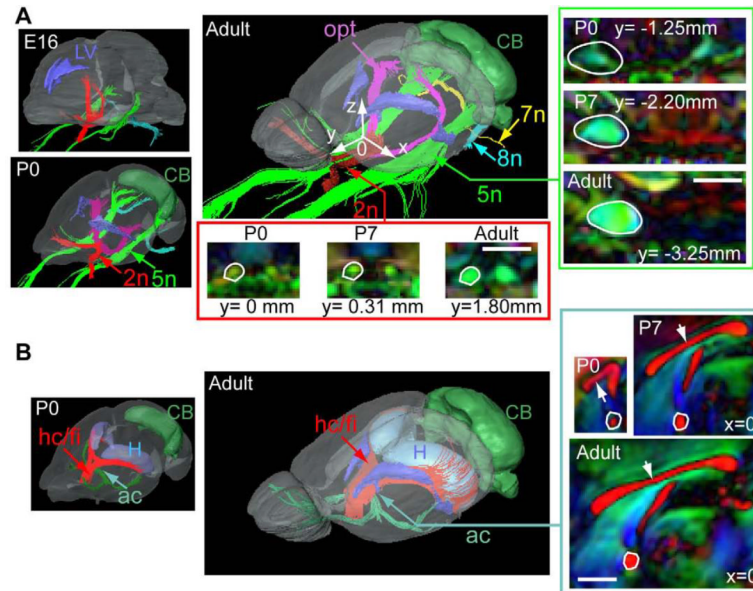 A
E16
LV
P0
CB
2n
5n
Adult
opt
CB
z
y
0
x
7n
8n
5n
2n
P0
y= -1.25mm
P7
y= -2.20mm
Adult
y= -3.25mm
P0
P7
Adult
y= 0 mm
y= 0.31 mm
y=1.80mm
B
P0
CB
hc/fi
H
ac
Adult
CB
hc/fi
H
ac
P0
P7
x=0
Adult
x=0